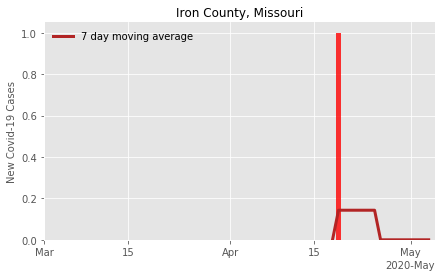 Iron County, Missouri
7 day moving average
New Covid-19 Cases
1.0
0.8
0.6
0.4
0.2
0.0
Mar 15 Apr 15 May
2020-May